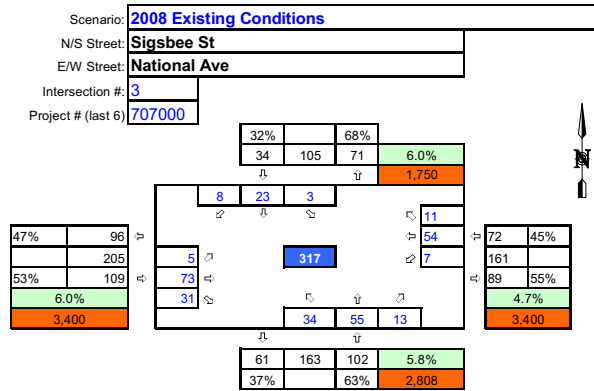 Scenario: 2008 Existing Conditions
N/S Street: Sigsbee St
E/W Street: National Ave
Intersection #: 3
Project # (last 6) 707000
32% 68%
34 105 71 6.0%
⇩ ⇧ 1,750
N
8 23 3
11
47% 96 54 72 45%
205 5 317 7 161
53% 109 73 89 55%
6.0% 31 4.7%
3,400 34 55 13 3,400
⇩ ⇧
61 163 102 5.8%
37% 63% 2,808